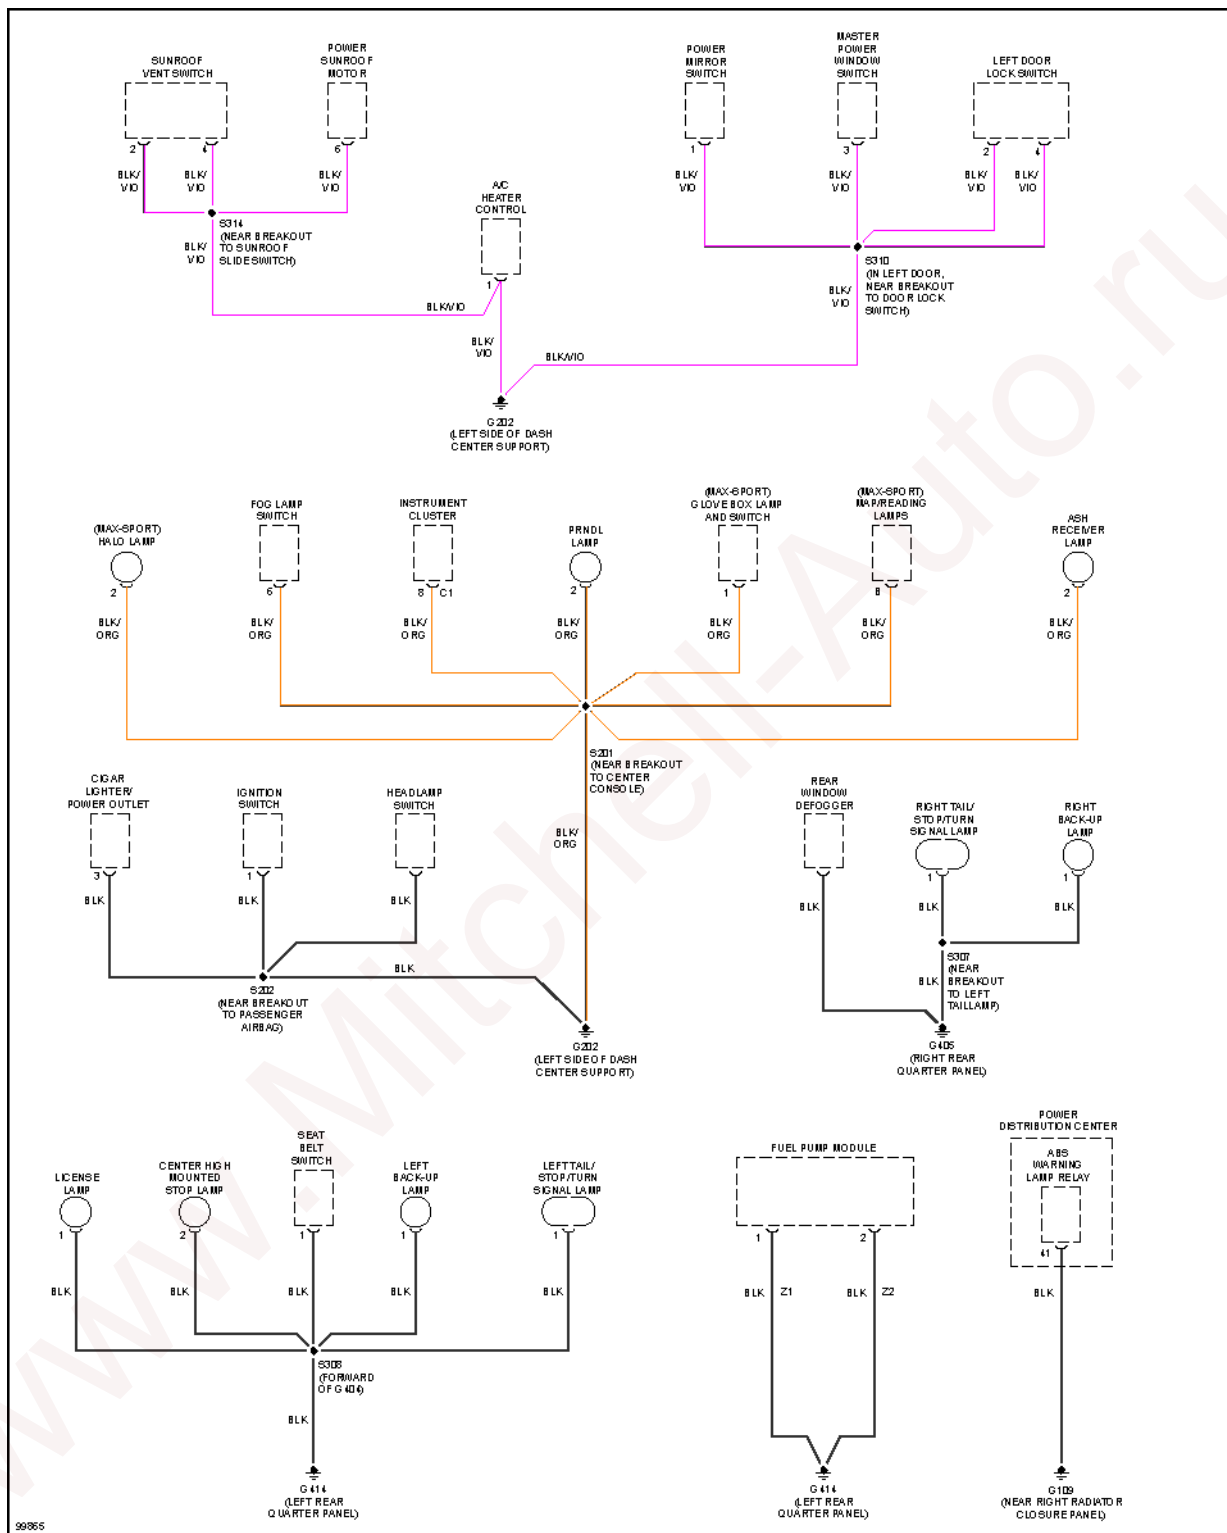 SUNROOF
VENT SWITCH
POWER
SUNROOF
MOTOR
POWER
MIRROR
SWITCH
MASTER
POWER
WINDOW
SWITCH
LEFT DOOR
LOCK SWITCH
2
4
6
1
3
2
4
BLK/
VIO
BLK/
VIO
BLK/
VIO
BLK/
VIO
BLK/
VIO
BLK/
VIO
BLK/
VIO
A/C
HEATER
CONTROL
1
S314
(NEAR BREAKOUT
TO SUNROOF
SLIDE SWITCH)
BLK/
VIO
S310
(IN LEFT DOOR,
NEAR BREAKOUT
TO DOOR LOCK
SWITCH)
BLK/
VIO
BLK/VIO
BLK/
VIO
BLK/VIO
G202
(LEFT SIDE OF DASH
CENTER SUPPORT)
(MAX-SPORT)
HALO LAMP
FOG LAMP
SWITCH
INSTRUMENT
CLUSTER
PRNDL
LAMP
(MAX-SPORT)
GLOVE BOX LAMP
AND SWITCH
(MAX-SPORT)
MAP/READING
LAMPS
ASH
RECEIVER
LAMP
2
6
8 C1
2
1
8
2
BLK/
ORG
BLK/
ORG
BLK/
ORG
BLK/
ORG
BLK/
ORG
BLK/
ORG
BLK/
ORG
S201
(NEAR BREAKOUT
TO CENTER
CONSOLE)
BLK/
ORG
CIGAR
LIGHTER/
POWER OUTLET
IGNITION
SWITCH
HEADLAMP
SWITCH
REAR
WINDOW
DEFOGGER
RIGHT TAIL/
STOP/TURN
SIGNAL LAMP
RIGHT
BACK-UP
LAMP
3
1
1
1
BLK
BLK
BLK
BLK
BLK
BLK
BLK
S202
(NEAR BREAKOUT
TO PASSENGER
AIRBAG)
S307
(NEAR
BREAKOUT
TO LEFT
TAILLAMP)
BLK
G202
(LEFT SIDE OF DASH
CENTER SUPPORT)
G405
(RIGHT REAR
QUARTER PANEL)
LICENSE
LAMP
CENTER HIGH
MOUNTED
STOP LAMP
SEAT
BELT
SWITCH
LEFT
BACK-UP
LAMP
LEFT TAIL/
STOP/TURN
SIGNAL LAMP
FUEL PUMP MODULE
POWER
DISTRIBUTION CENTER
ABS
WARNING
LAMP RELAY
1
2
1
1
1
1
2
41
BLK
BLK
BLK
BLK
BLK
BLK Z1
BLK Z2
BLK
S308
(FORWARD
OF G404)
BLK
G414
(LEFT REAR
QUARTER PANEL)
G414
(LEFT REAR
QUARTER PANEL)
G109
(NEAR RIGHT RADIATOR
CLOSURE PANEL)
99865
www.Mitchell-Auto.ru